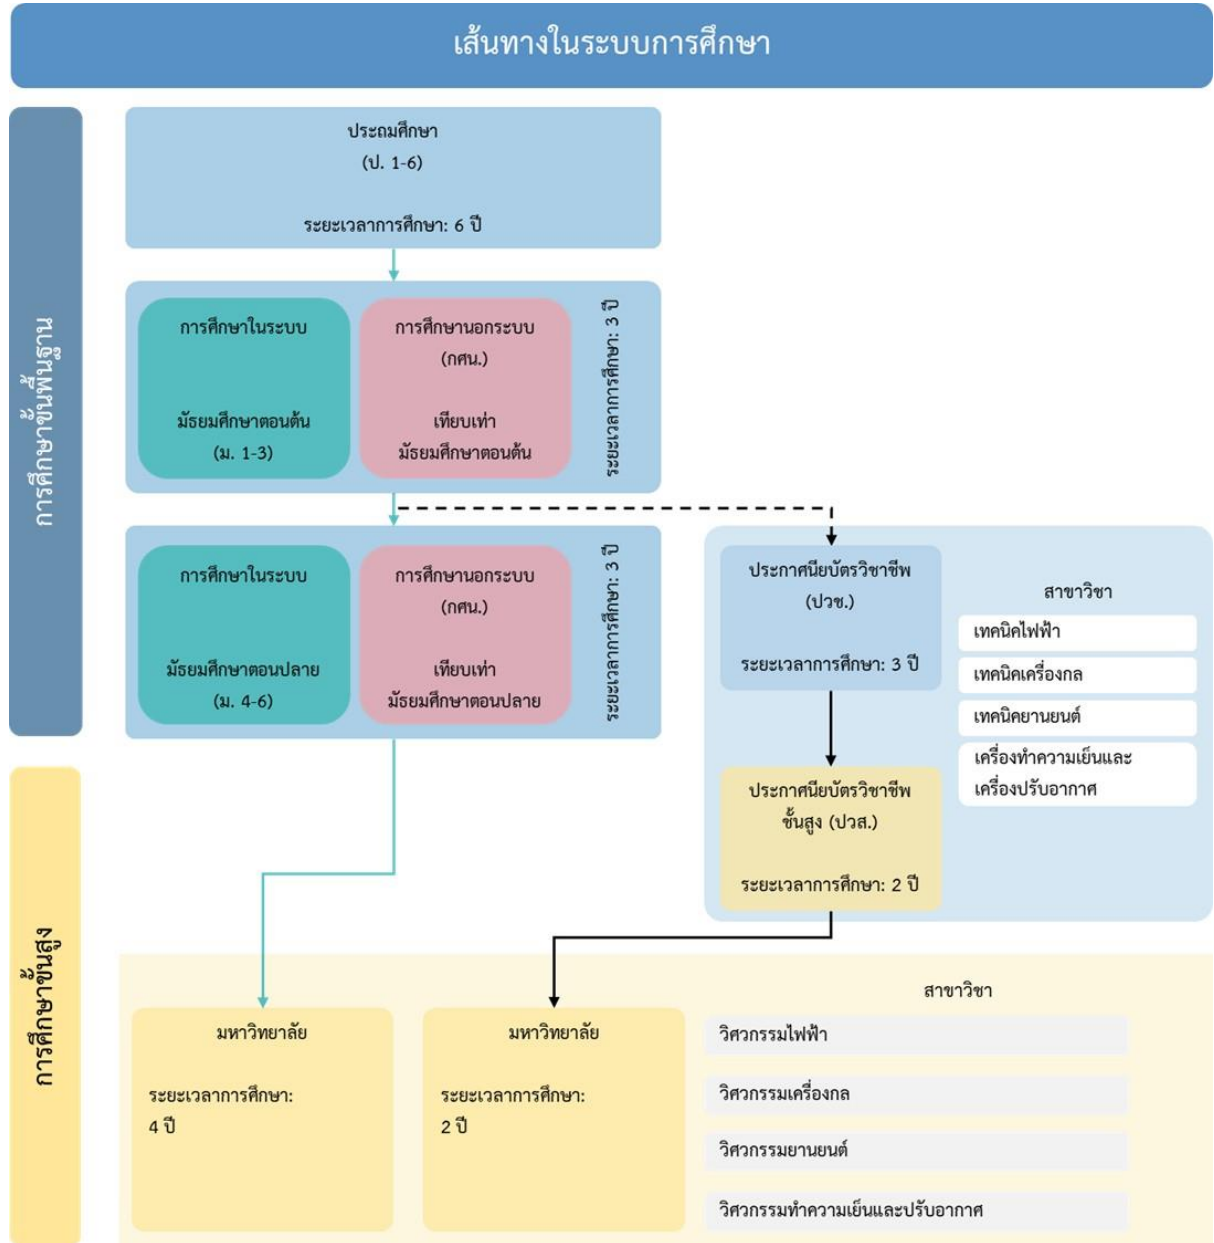 เส้นทางในระบบการศึกษา
การศึกษาขั้นพื้นฐาน
ประถมศึกษา
(ป. 1-6)
ระยะเวลาการศึกษา: 6 ปี
การศึกษาในระบบ
มัธยมศึกษาตอนต้น
(ม. 1-3)
การศึกษานอกระบบ
(กศน.)
เทียบเท่า
มัธยมศึกษาตอนต้น
ระยะเวลาการศึกษา: 3 ปี
การศึกษาในระบบ
มัธยมศึกษาตอนปลาย
(ม. 4-6)
การศึกษานอกระบบ
(กศน.)
เทียบเท่า
มัธยมศึกษาตอนปลาย
ระยะเวลาการศึกษา: 3 ปี
ประกาศนียบัตรวิชาชีพ
(ปวช.)
ระยะเวลาการศึกษา: 3 ปี
สาขาวิชา
เทคนิคไฟฟ้า
เทคนิคเครื่องกล
เทคนิคยานยนต์
เครื่องทำความเย็นและ
เครื่องปรับอากาศ
ประกาศนียบัตรวิชาชีพ
ชั้นสูง (ปวส.)
ระยะเวลาการศึกษา: 2 ปี
การศึกษาขั้นสูง
มหาวิทยาลัย
ระยะเวลาการศึกษา:
4 ปี
มหาวิทยาลัย
ระยะเวลาการศึกษา:
2 ปี
สาขาวิชา
วิศวกรรมไฟฟ้า
วิศวกรรมเครื่องกล
วิศวกรรมยานยนต์
วิศวกรรมทำความเย็นและปรับอากาศ